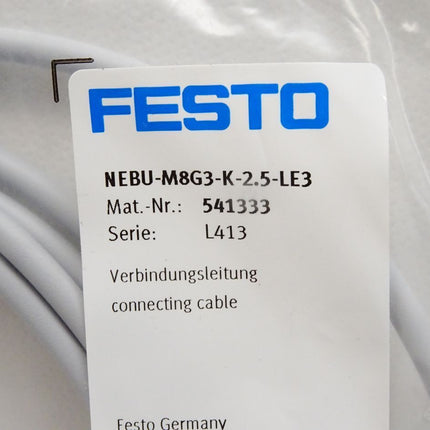 FESTO
NEBU-M8G3-K-2.5-LE3
Mat.-Nr.: 541333
Serie: L413
Verbindungsleitung
connecting cable
Festo Germany